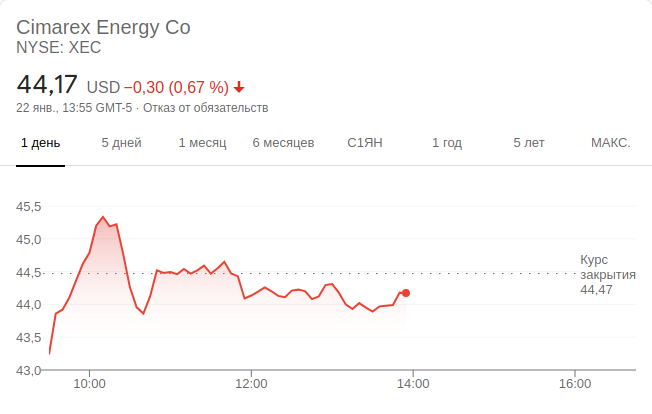 Cimarex Energy Co
NYSE: XEC
44,17 USD −0,30 (0,67 %)
22 янв., 13:55 GMT-5 · Отказ от обязательств
1 день 5 дней 1 месяц 6 месяцев С1ЯН 1 год 5 лет МАКС.
45,5
45,0
44,5
44,0
43,5
43,0
Курс
закрытия
44,47
10:00 12:00 14:00 16:00